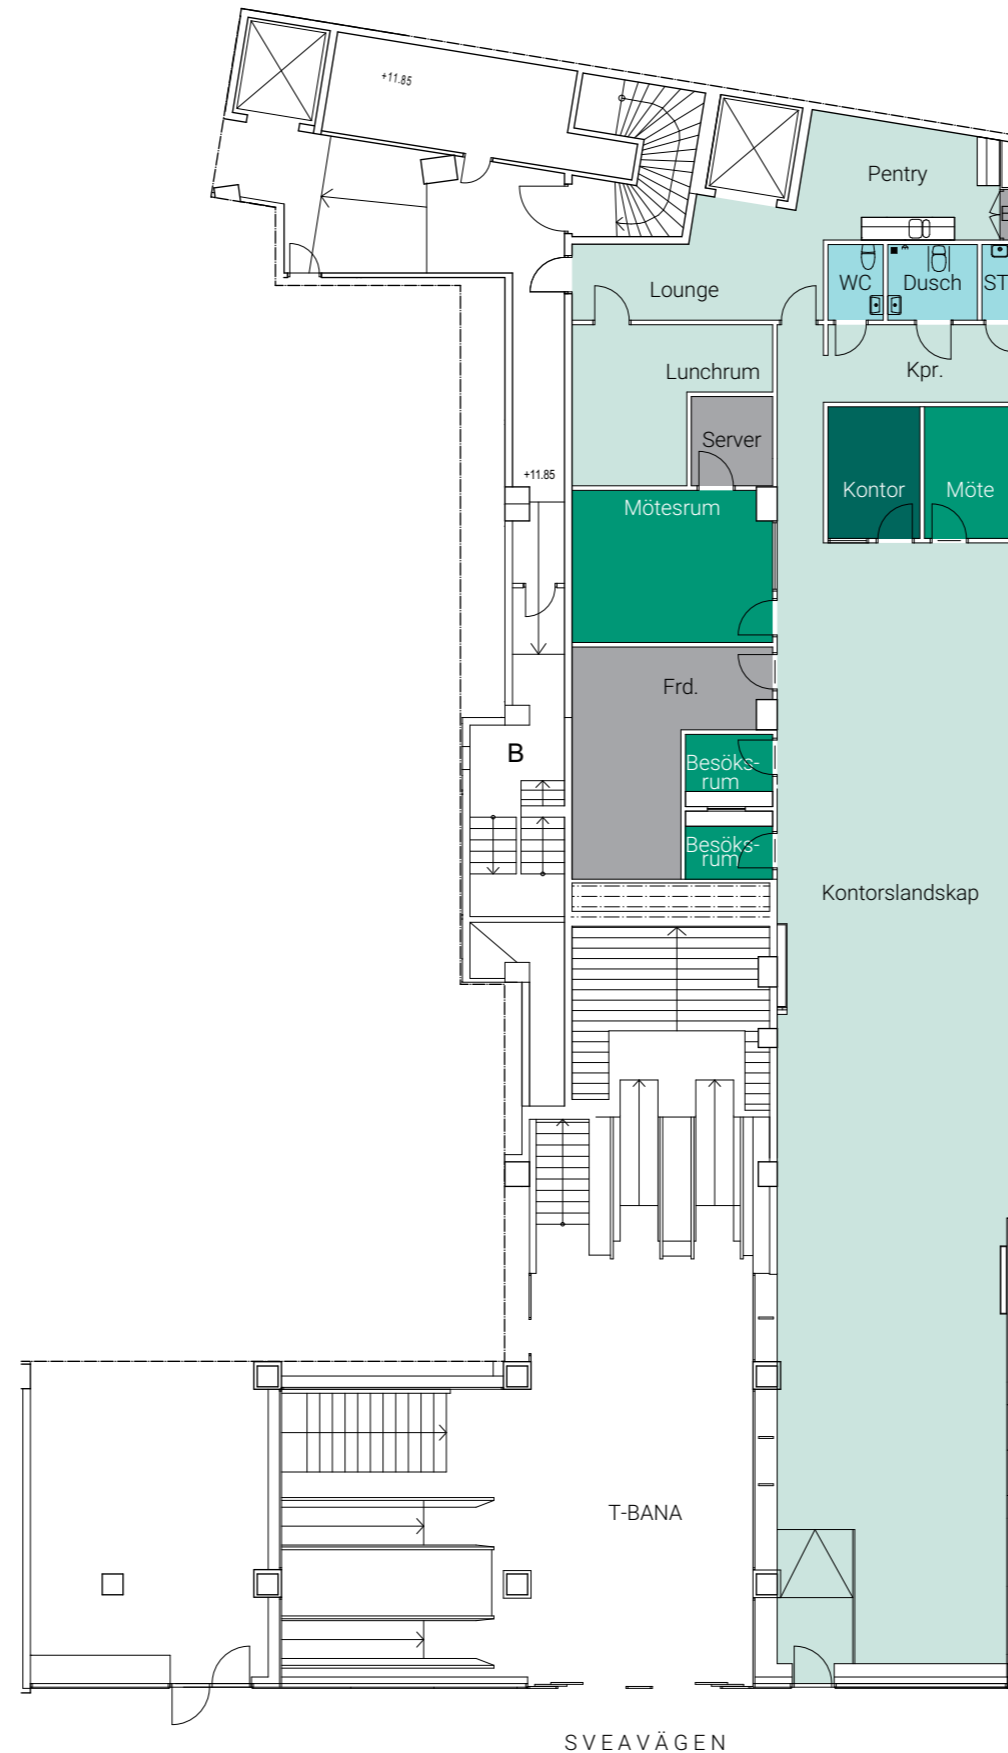 +11.85
Pentry
WC
Dusch
ST
Lounge
Kpr.
Lunchrum
Server
+11.85
Kontor
Möte
Mötesrum
Frd.
B
Besöks-
rum
Besöks-
rum
Kontorslandskap
T-BANA
SVEAVÄGEN